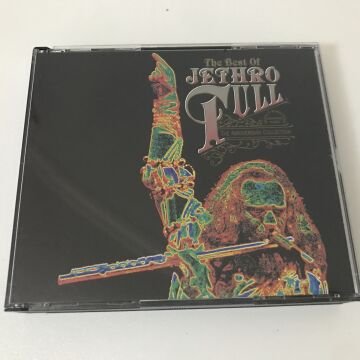 The Best Of
JETHRO
TULL
THE ANNIVERSARY COLLECTION